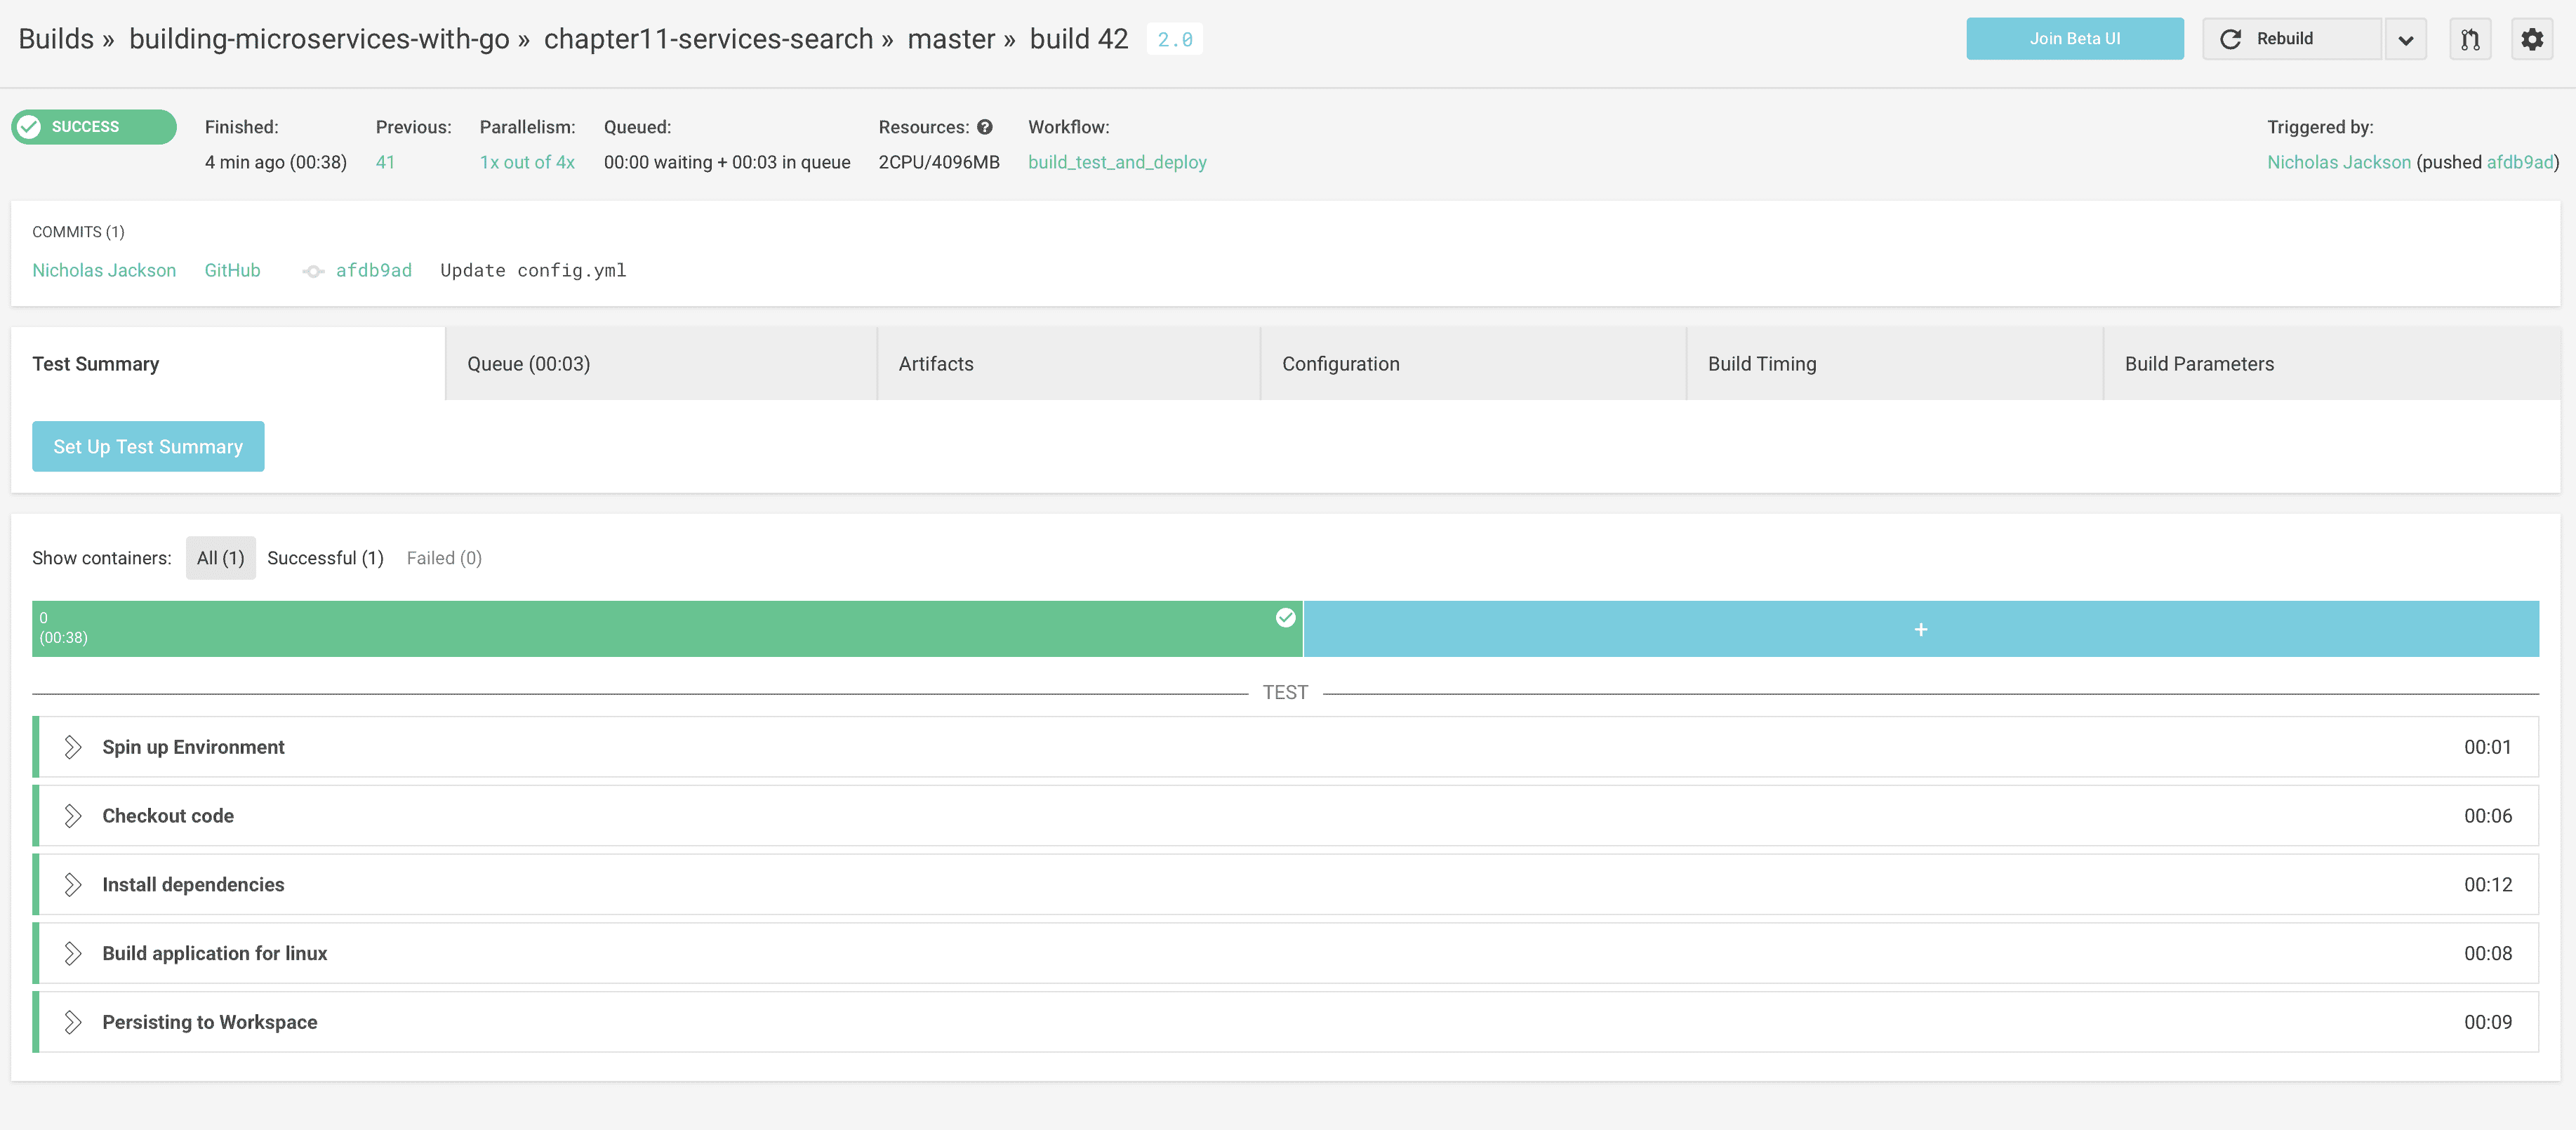 Builds » building-microservices-with-go » chapter11-services-search » master » build 42 2.0
Join Beta UI
Rebuild
SUCCESS
Finished:
4 min ago (00:38)
Previous:
41
Parallelism:
1x out of 4x
Queued:
00:00 waiting + 00:03 in queue
Resources:
2CPU/4096MB
Workflow:
build_test_and_deploy
Triggered by:
Nicholas Jackson (pushed afdb9ad)
COMMITS (1)
Nicholas Jackson GitHub afdb9ad Update config.yml
Test Summary
Queue (00:03)
Artifacts
Configuration
Build Timing
Build Parameters
Set Up Test Summary
Show containers: All (1) Successful (1) Failed (0)
0
(00:38)
+
TEST
Spin up Environment 00:01
Checkout code 00:06
Install dependencies 00:12
Build application for linux 00:08
Persisting to Workspace 00:09